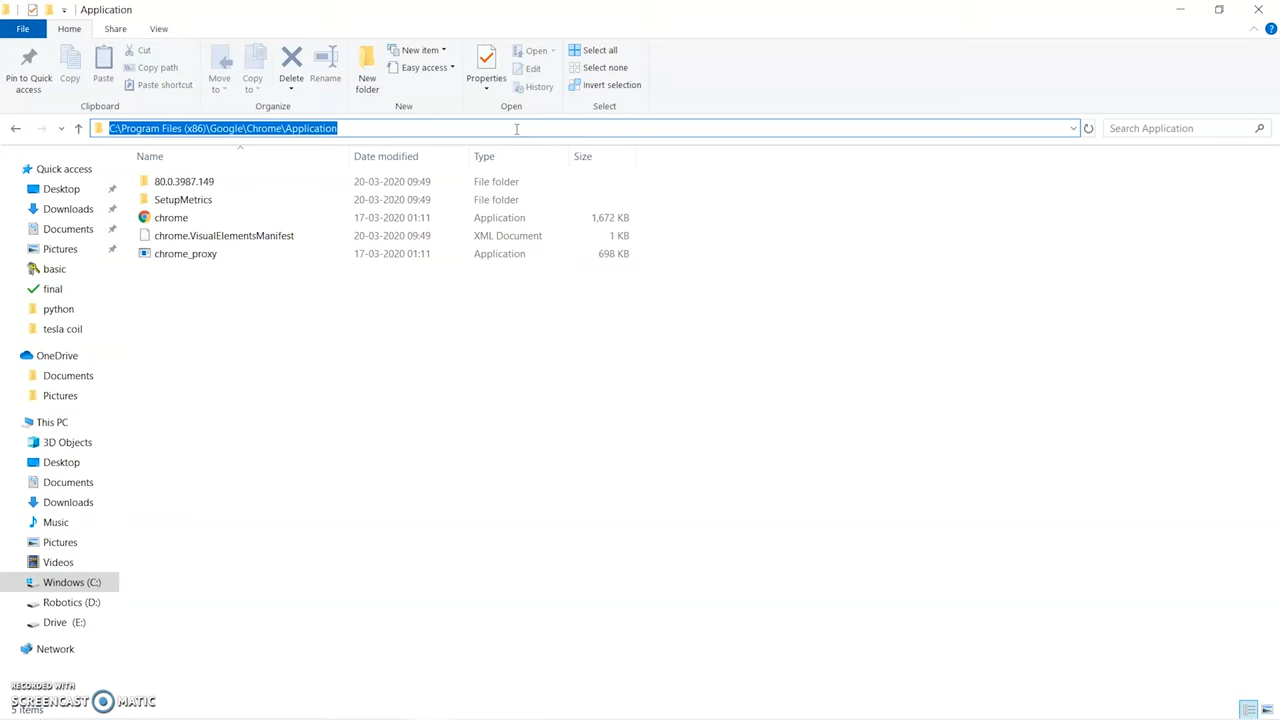 Application
File Home Share View
Pin to Quick access
Copy
Paste
Cut
Copy path
Paste shortcut
Clipboard
Move to
Copy to
Delete
Rename
Organize
New folder
New item
Easy access
New
Properties
Open
Edit
History
Open
Select all
Select none
Invert selection
Select
C:\Program Files (x86)\Google\Chrome\Application
Search Application
Name Date modified Type Size
80.0.3987.149 20-03-2020 09:49 File folder
SetupMetrics 20-03-2020 09:49 File folder
chrome 17-03-2020 01:11 Application 1,672 KB
chrome.VisualElementsManifest 20-03-2020 09:49 XML Document 1 KB
chrome_proxy 17-03-2020 01:11 Application 698 KB
Quick access
Desktop
Downloads
Documents
Pictures
basic
final
python
tesla coil
OneDrive
Documents
Pictures
This PC
3D Objects
Desktop
Documents
Downloads
Music
Pictures
Videos
Windows (C:)
Robotics (D:)
Drive (E:)
Network
RECORDED WITH
SCREENCAST MATIC
5 items